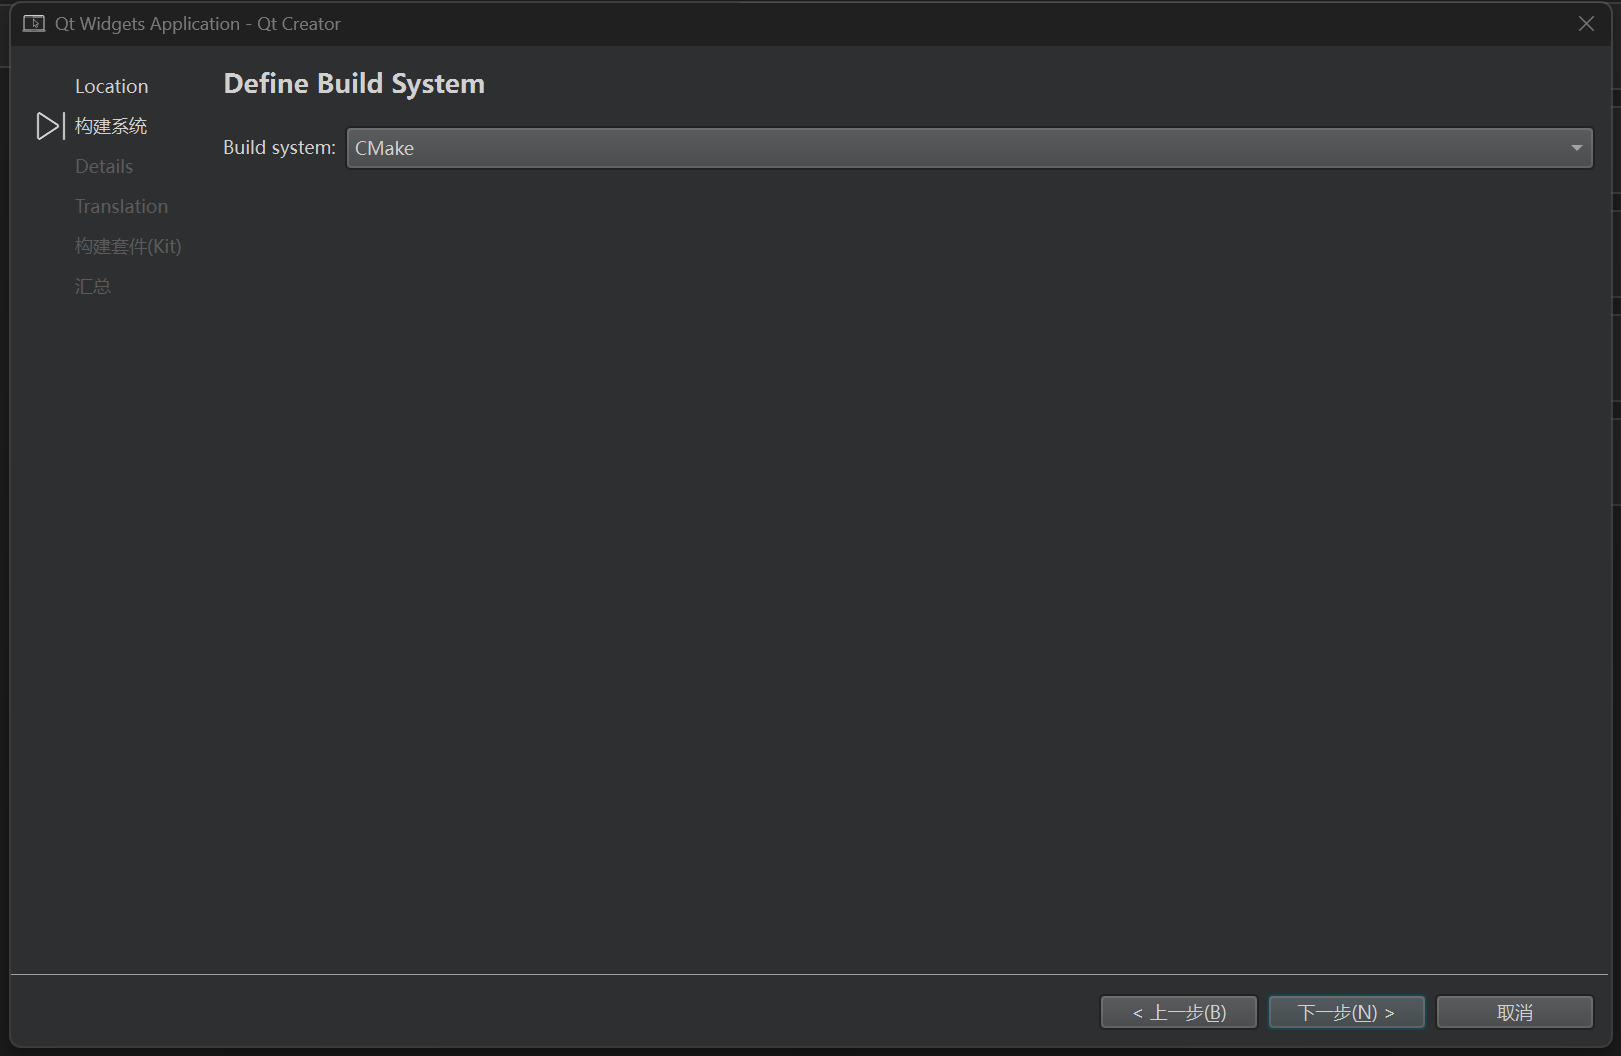 Qt Widgets Application - Qt Creator
Location
构建系统
Details
Translation
构建套件(Kit)
汇总
Define Build System
Build system:
CMake
< 上一步(B)
下一步(N) >
取消